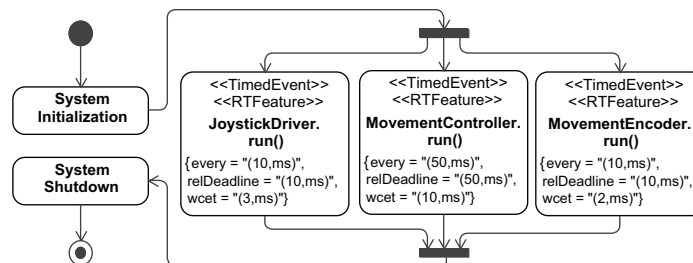 System
Initialization
System
Shutdown
<<TimedEvent>>
<<RTFeature>>
JoystickDriver.
run()
{every = "(10,ms)",
relDeadline = "(10,ms)",
wcet = "(3,ms)"}
<<TimedEvent>>
<<RTFeature>>
MovementController.
run()
{every = "(50,ms)",
relDeadline = "(50,ms)",
wcet = "(10,ms)"}
<<TimedEvent>>
<<RTFeature>>
MovementEncoder.
run()
{every = "(10,ms)",
relDeadline = "(10,ms)",
wcet = "(2,ms)"}